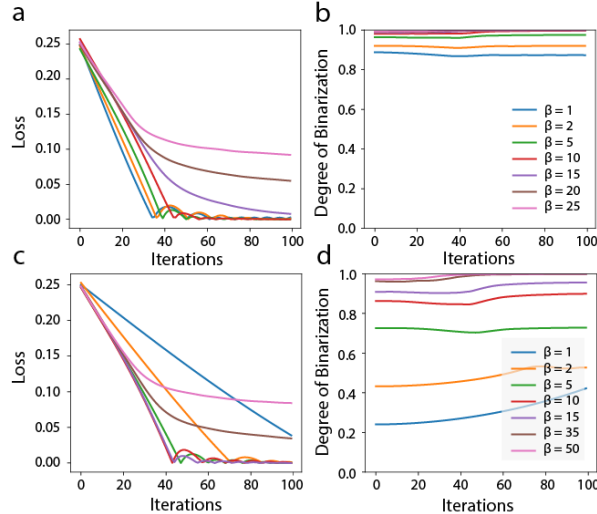 a
0.25
0.20
0.15
0.10
0.05
0.00
Loss
0
20
40
60
80
100
Iterations
b
1.0
0.8
0.6
0.4
0.2
0.0
Degree of Binarization
β = 1
β = 2
β = 5
β = 10
β = 15
β = 20
β = 25
0
20
40
60
80
100
Iterations
c
0.25
0.20
0.15
0.10
0.05
0.00
Loss
0
20
40
60
80
100
Iterations
d
1.0
0.8
0.6
0.4
0.2
0.0
Degree of Binarization
β = 1
β = 2
β = 5
β = 10
β = 15
β = 35
β = 50
0
20
40
60
80
100
Iterations